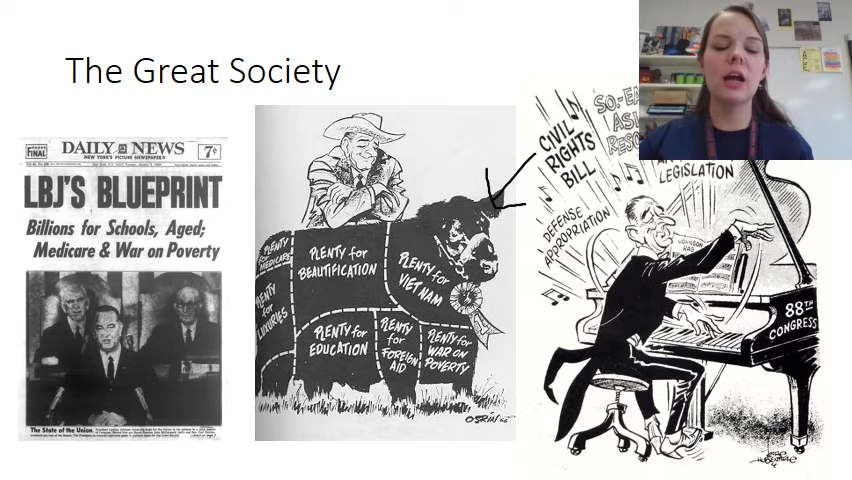 The Great Society
FINAL
DAILY NEWS
NEW YORK'S PICTURE NEWSPAPER
7¢
LBJ'S BLUEPRINT
Billions for Schools, Aged;
Medicare & War on Poverty
The State of the Union.
PLENTY
for
MEDICARE
PLENTY for
BEAUTIFICATION
PLENTY for
VIETNAM
PLENTY
for
LUXURIES
PLENTY for
EDUCATION
PLENTY
for
FOREIGN
AID
PLENTY for
WAR ON
POVERTY
OSRIN
CIVIL
RIGHTS
BILL
DEFENSE
APPROPRIATION
LEGISLATION
JOHNSON
RAG
88TH
CONGRESS